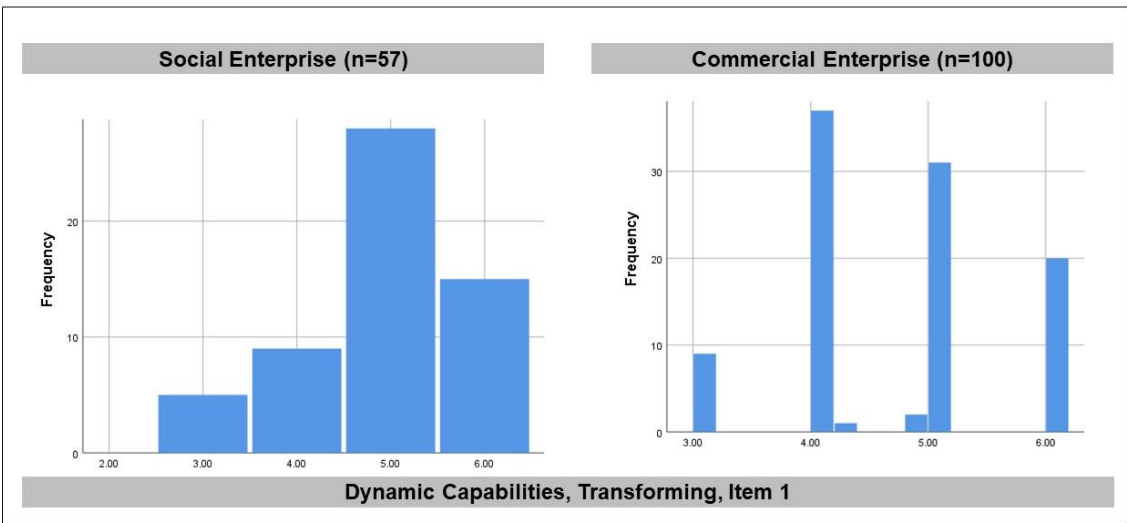 Social Enterprise (n=57)
Commercial Enterprise (n=100)
Frequency
20
10
0
2.00 3.00 4.00 5.00 6.00
Frequency
30
20
10
0
3.00 4.00 5.00 6.00
Dynamic Capabilities, Transforming, Item 1